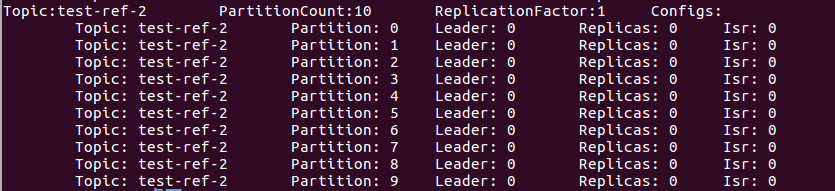 Topic:test-ref-2 PartitionCount:10 ReplicationFactor:1 Configs:
Topic: test-ref-2 Partition: 0 Leader: 0 Replicas: 0 Isr: 0
Topic: test-ref-2 Partition: 1 Leader: 0 Replicas: 0 Isr: 0
Topic: test-ref-2 Partition: 2 Leader: 0 Replicas: 0 Isr: 0
Topic: test-ref-2 Partition: 3 Leader: 0 Replicas: 0 Isr: 0
Topic: test-ref-2 Partition: 4 Leader: 0 Replicas: 0 Isr: 0
Topic: test-ref-2 Partition: 5 Leader: 0 Replicas: 0 Isr: 0
Topic: test-ref-2 Partition: 6 Leader: 0 Replicas: 0 Isr: 0
Topic: test-ref-2 Partition: 7 Leader: 0 Replicas: 0 Isr: 0
Topic: test-ref-2 Partition: 8 Leader: 0 Replicas: 0 Isr: 0
Topic: test-ref-2 Partition: 9 Leader: 0 Replicas: 0 Isr: 0